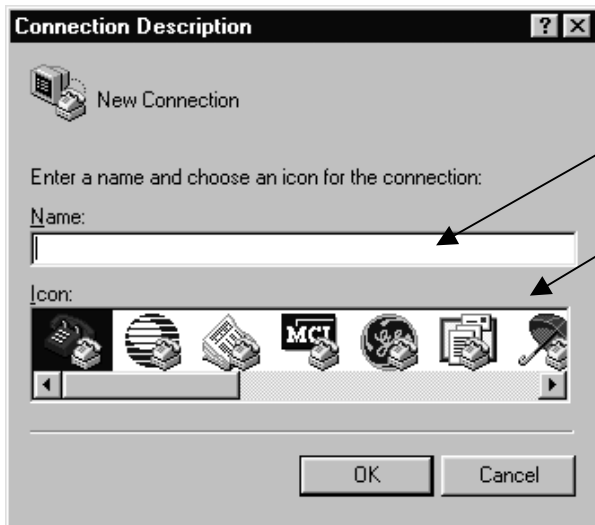 Connection Description
New Connection
Enter a name and choose an icon for the connection:
Name:
Icon:
MCI
OK
Cancel